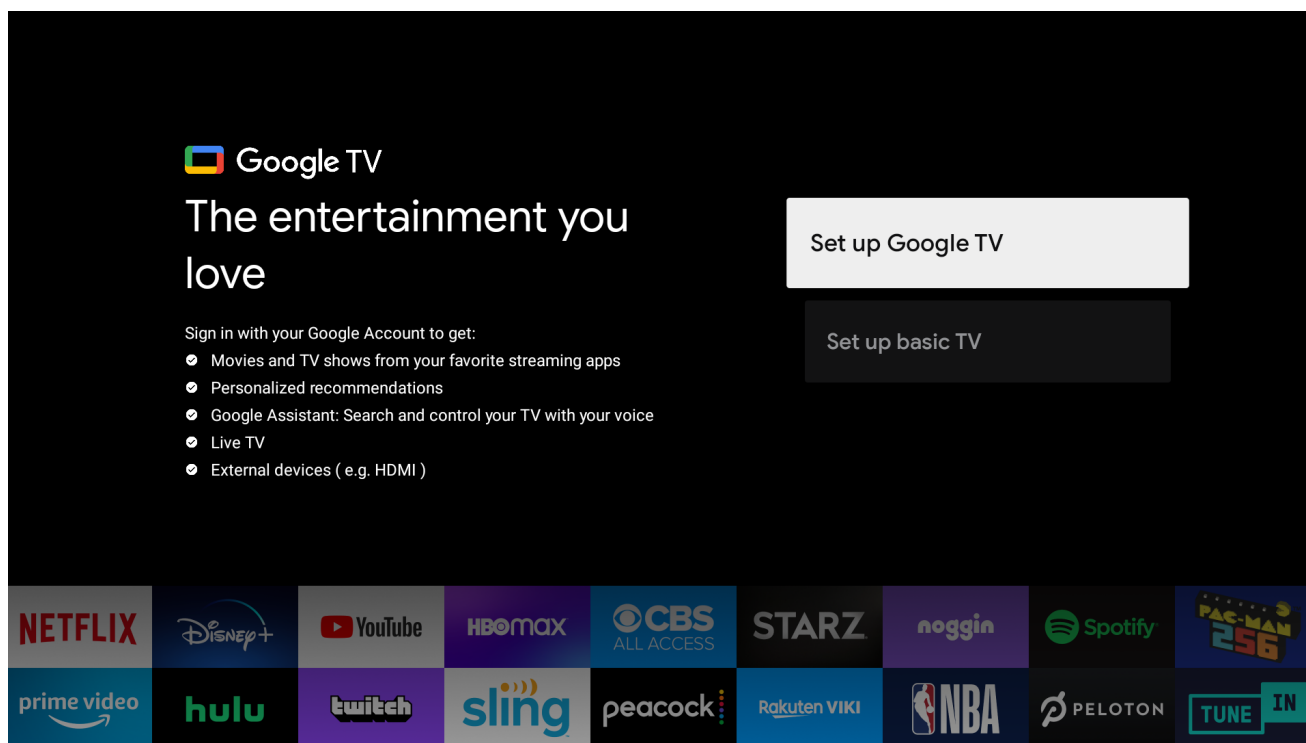 Google TV
The entertainment you
love
Sign in with your Google Account to get:
Movies and TV shows from your favorite streaming apps
Personalized recommendations
Google Assistant: Search and control your TV with your voice
Live TV
External devices ( e.g. HDMI )
Set up Google TV
Set up basic TV
NETFLIX
Disney+
YouTube
HBOMAX
CBS
ALL ACCESS
STARZ
noggin
Spotify
PAC-MAN
256
prime video
hulu
twitch
sling
peacock
Rakuten VIKI
NBA
PELOTON
TUNE IN